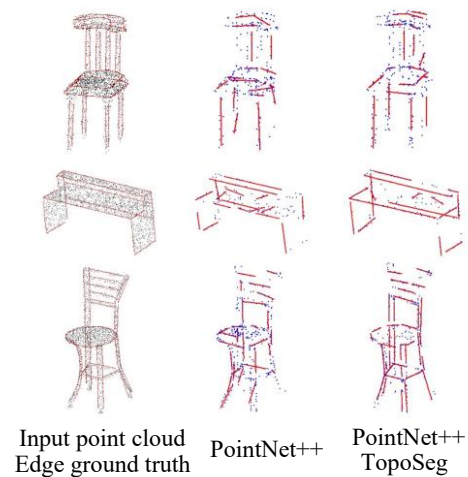 Input point cloud
Edge ground truth
PointNet++
PointNet++
TopoSeg